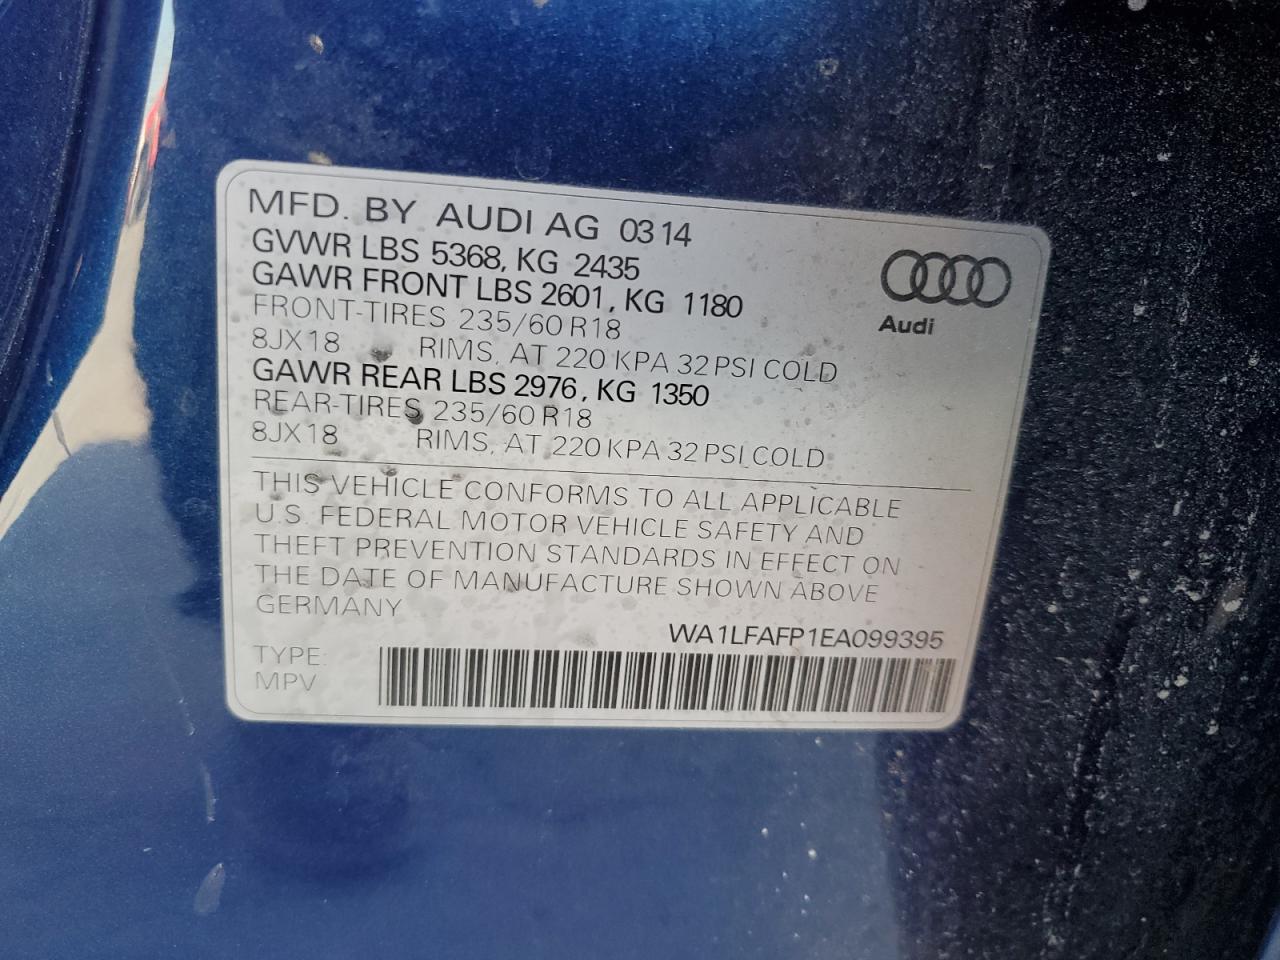 MFD. BY AUDI AG 0314
GVWR LBS 5368, KG 2435
GAWR FRONT LBS 2601, KG 1180
FRONT-TIRES 235/60 R18
8JX18 RIMS, AT 220 KPA 32 PSI COLD
GAWR REAR LBS 2976, KG 1350
REAR-TIRES 235/60 R18
8JX18 RIMS, AT 220 KPA 32 PSI COLD
Audi
THIS VEHICLE CONFORMS TO ALL APPLICABLE
U.S. FEDERAL MOTOR VEHICLE SAFETY AND
THEFT PREVENTION STANDARDS IN EFFECT ON
THE DATE OF MANUFACTURE SHOWN ABOVE
GERMANY
WA1LFAFP1EA099395
TYPE:
MPV